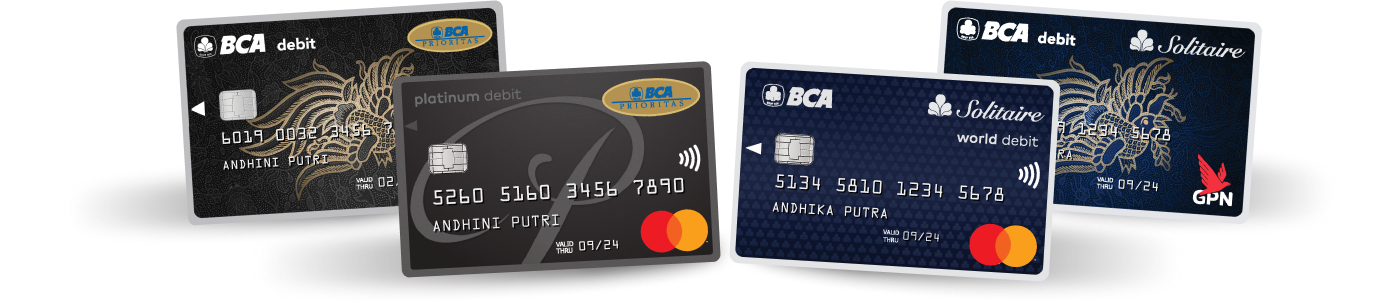 BCA debit
BCA
PRIORITAS
6019 0032 3456 7
ANDHINI PUTRI
VALID
THRU 02/
platinum debit
BCA
PRIORITAS
5260 5160 3456 7890
ANDHINI PUTRI
VALID
THRU 09/24
BCA
Solitaire
world debit
5134 5810 1234 5678
ANDHIKA PUTRA
VALID
THRU 09/24
BCA debit
Solitaire
9 1234 5678
RA
VALID
THRU 09/24
GPN